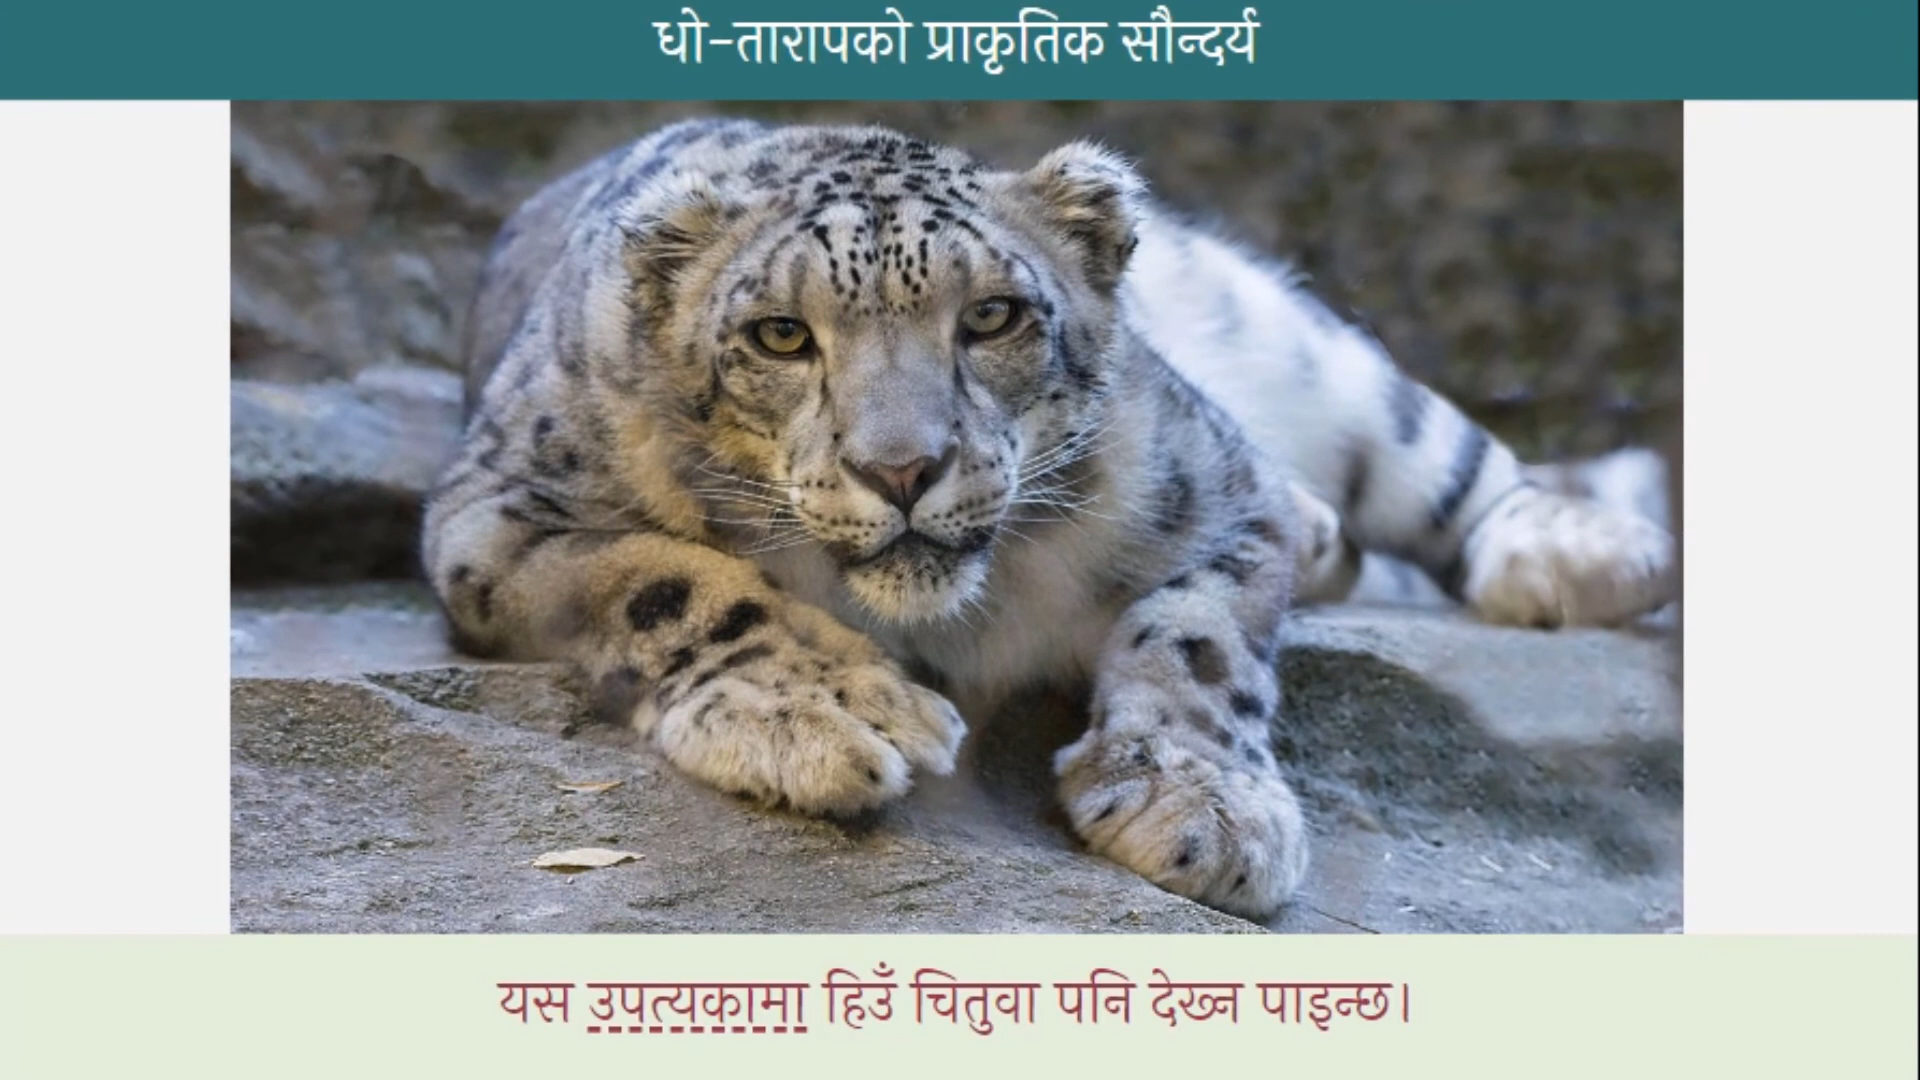 धो-तारापको प्राकृतिक सौन्दर्य
यस उपत्यकामा हिउँ चितुवा पनि देख्न पाइन्छ।